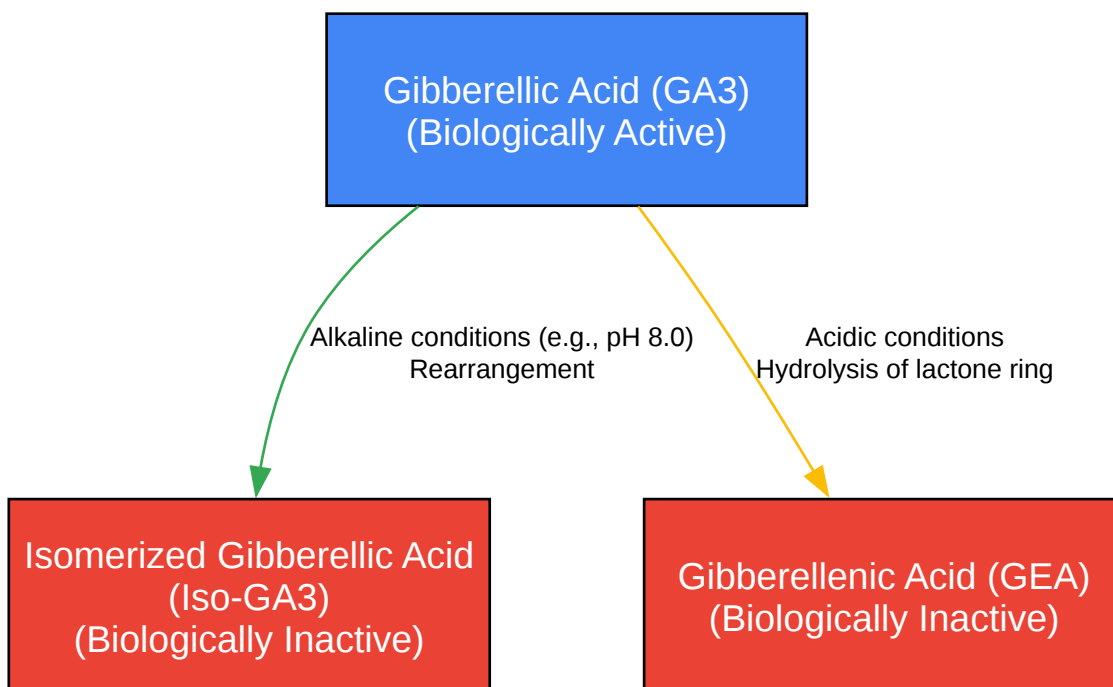 Gibberellic Acid (GA3)
(Biologically Active)
Alkaline conditions (e.g., pH 8.0)
Rearrangement
Acidic conditions
Hydrolysis of lactone ring
Isomerized Gibberellic Acid
(Iso-GA3)
(Biologically Inactive)
Gibberellenic Acid (GEA)
(Biologically Inactive)